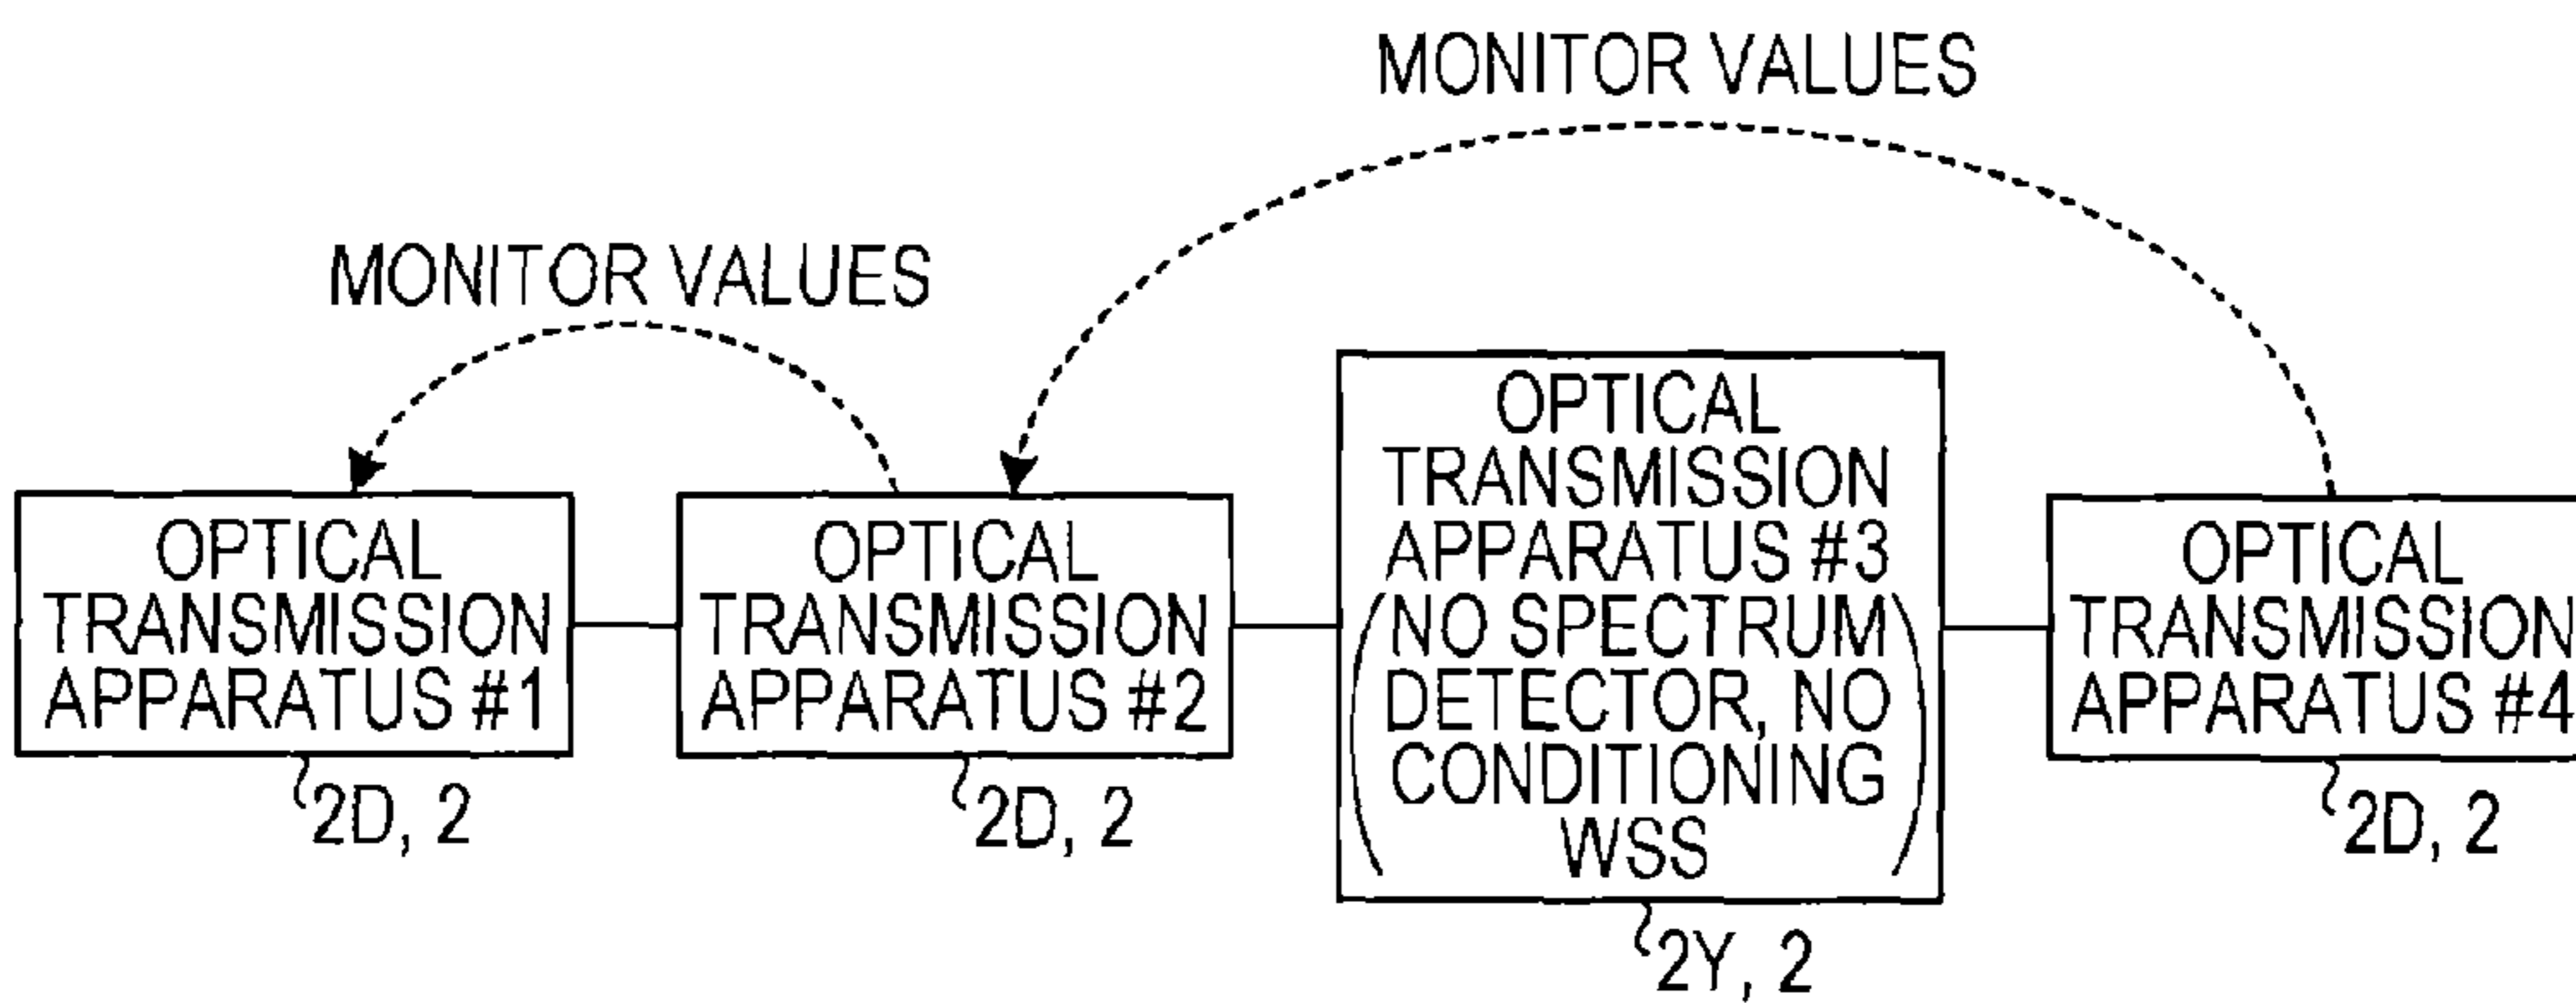 MONITOR VALUES
MONITOR VALUES
OPTICAL
TRANSMISSION
APPARATUS #1
2D, 2
OPTICAL
TRANSMISSION
APPARATUS #2
2D, 2
OPTICAL
TRANSMISSION
APPARATUS #3
(NO SPECTRUM
DETECTOR, NO
CONDITIONING
WSS)
2Y, 2
OPTICAL
TRANSMISSION
APPARATUS #4
2D, 2